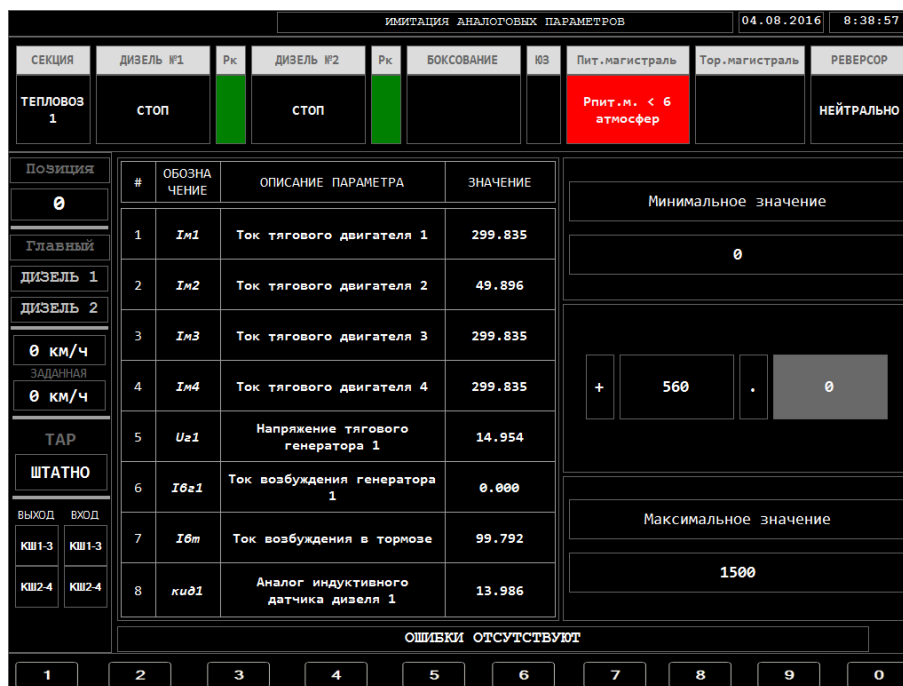 ИМИТАЦИЯ АНАЛОГОВЫХ ПАРАМЕТРОВ 04.08.2016 8:38:57
СЕКЦИЯ ДИЗЕЛЬ №1 Рк ДИЗЕЛЬ №2 Рк БОКСОВАНИЕ ЮЗ Пит.магистраль Тор.магистраль РЕВЕРСОР
ТЕПЛОВОЗ
1
СТОП
СТОП
Рпит.м. < 6
атмосфер
НЕЙТРАЛЬНО
Позиция
0
Главный
ДИЗЕЛЬ 1
ДИЗЕЛЬ 2
0 км/ч
ЗАДАННАЯ
0 км/ч
ТАР
ШТАТНО
ВЫХОД ВХОД
КШ1-3 КШ1-3
КШ2-4 КШ2-4
# ОБОЗНА
ЧЕНИЕ
ОПИСАНИЕ ПАРАМЕТРА ЗНАЧЕНИЕ
1 Iм1 Ток тягового двигателя 1 299.835
2 Iм2 Ток тягового двигателя 2 49.896
3 Iм3 Ток тягового двигателя 3 299.835
4 Iм4 Ток тягового двигателя 4 299.835
5 Uг1 Напряжение тягового
генератора 1 14.954
6 Iвг1 Ток возбуждения генератора
1 0.000
7 Iвт Ток возбуждения в тормозе 99.792
8 кид1 Аналог индуктивного
датчика дизеля 1 13.986
Минимальное значение
0
+ 560 . 0
Максимальное значение
1500
ОШИБКИ ОТСУТСТВУЮТ
1 2 3 4 5 6 7 8 9 0